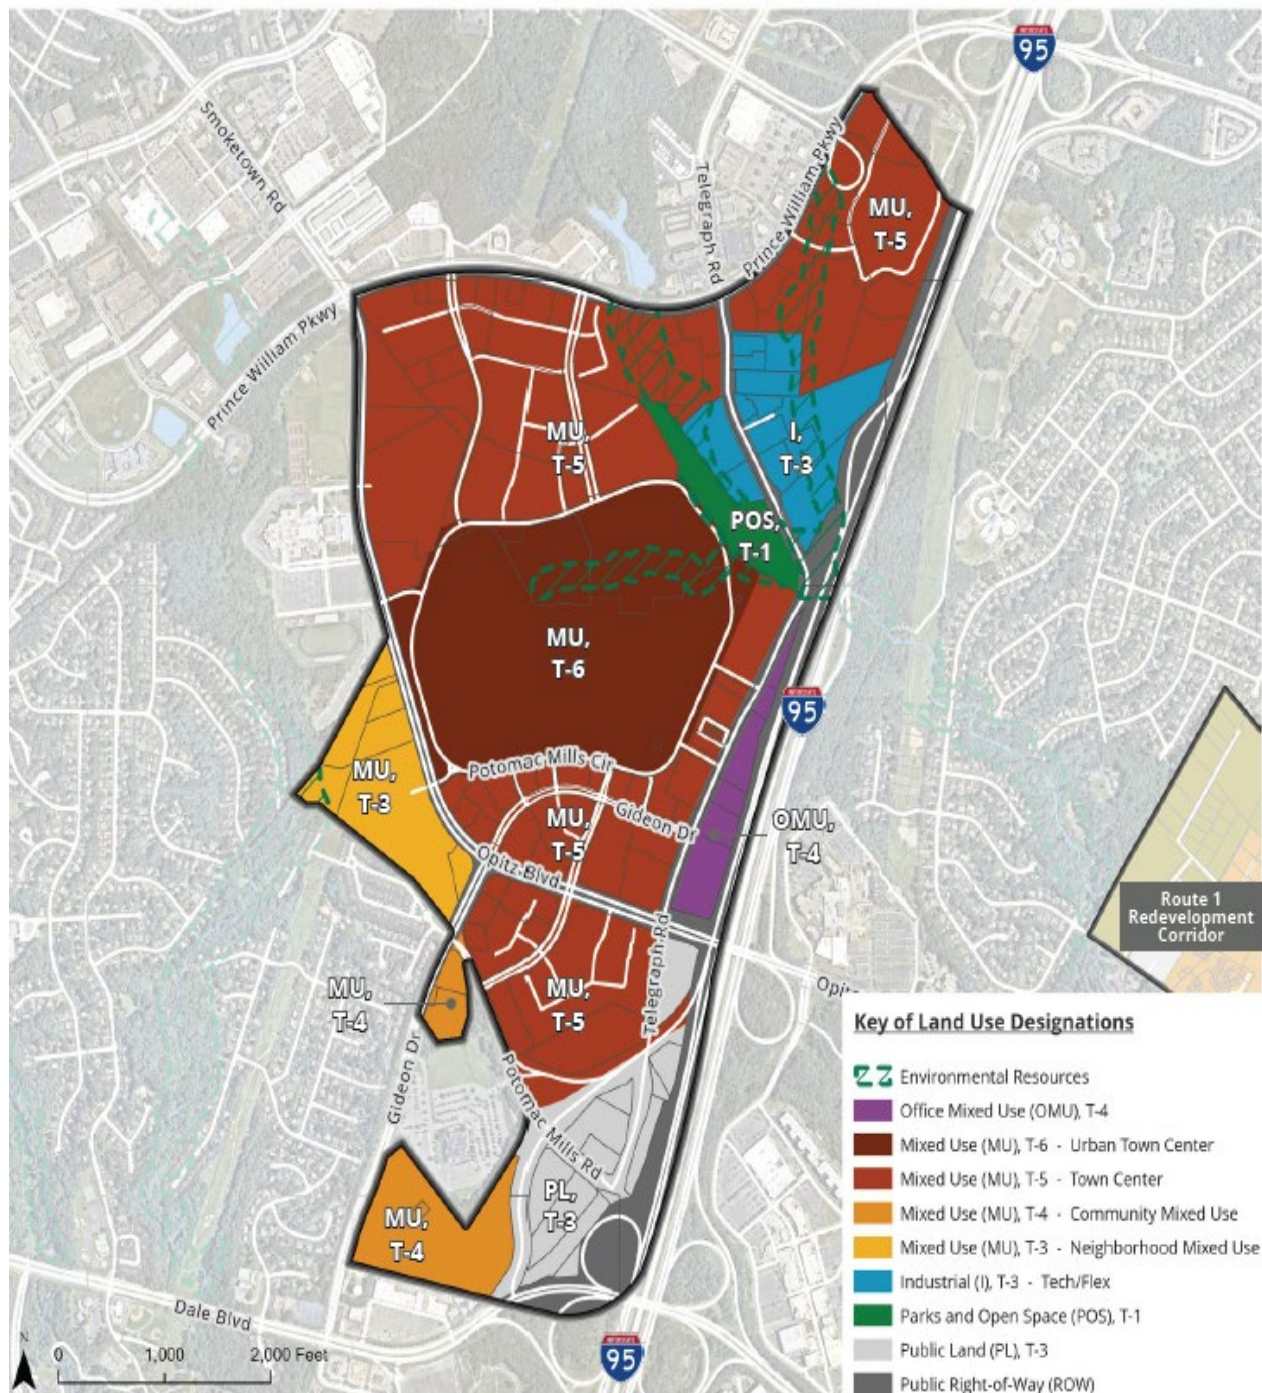 INTERSTATE
95
Smoketown
Rd
Telegraph Rd
Prince William Pkwy
MU,
T-5
Prince William Pkwy
MU,
T-5
I,
T-3
POS,
T-1
MU,
T-6
INTERSTATE
95
MU,
T-3
Potomac Mills Cir
MU,
T-5
Gideon Dr
OMU,
T-4
Opitz Blvd
Route 1
Redevelopment
Corridor
Telegraph Rd
MU,
T-4
MU,
T-5
Gideon Dr
Potomac Mills Rd
PL,
T-3
MU,
T-4
Dale Blvd
N
0 1,000 2,000 Feet
INTERSTATE
95
Key of Land Use Designations
Environmental Resources
Office Mixed Use (OMU), T-4
Mixed Use (MU), T-6 - Urban Town Center
Mixed Use (MU), T-5 - Town Center
Mixed Use (MU), T-4 - Community Mixed Use
Mixed Use (MU), T-3 - Neighborhood Mixed Use
Industrial (I), T-3 - Tech/Flex
Parks and Open Space (POS), T-1
Public Land (PL), T-3
Public Right-of-Way (ROW)